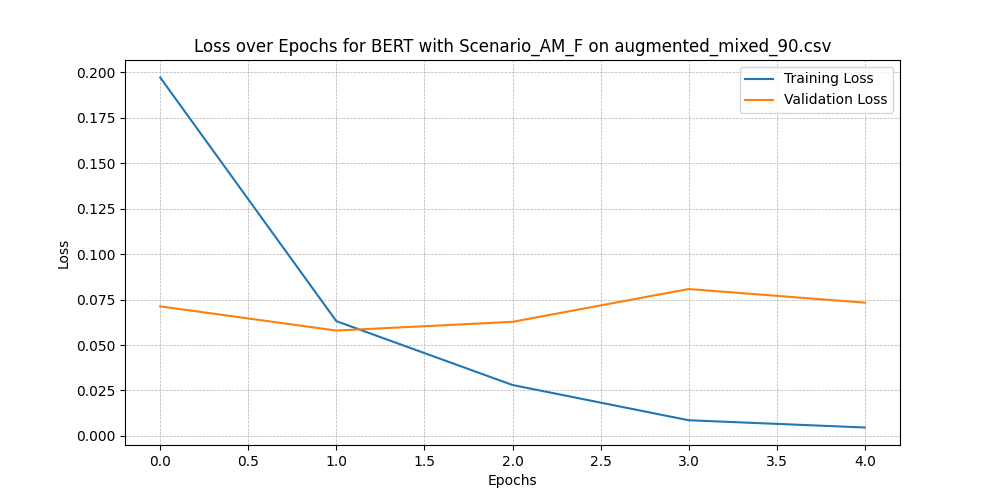 Loss over Epochs for BERT with Scenario_AM_F on augmented_mixed_90.csv
Training Loss
Validation Loss
0.200
0.175
0.150
0.125
0.100
0.075
0.050
0.025
0.000
Loss
0.0 0.5 1.0 1.5 2.0 2.5 3.0 3.5 4.0
Epochs